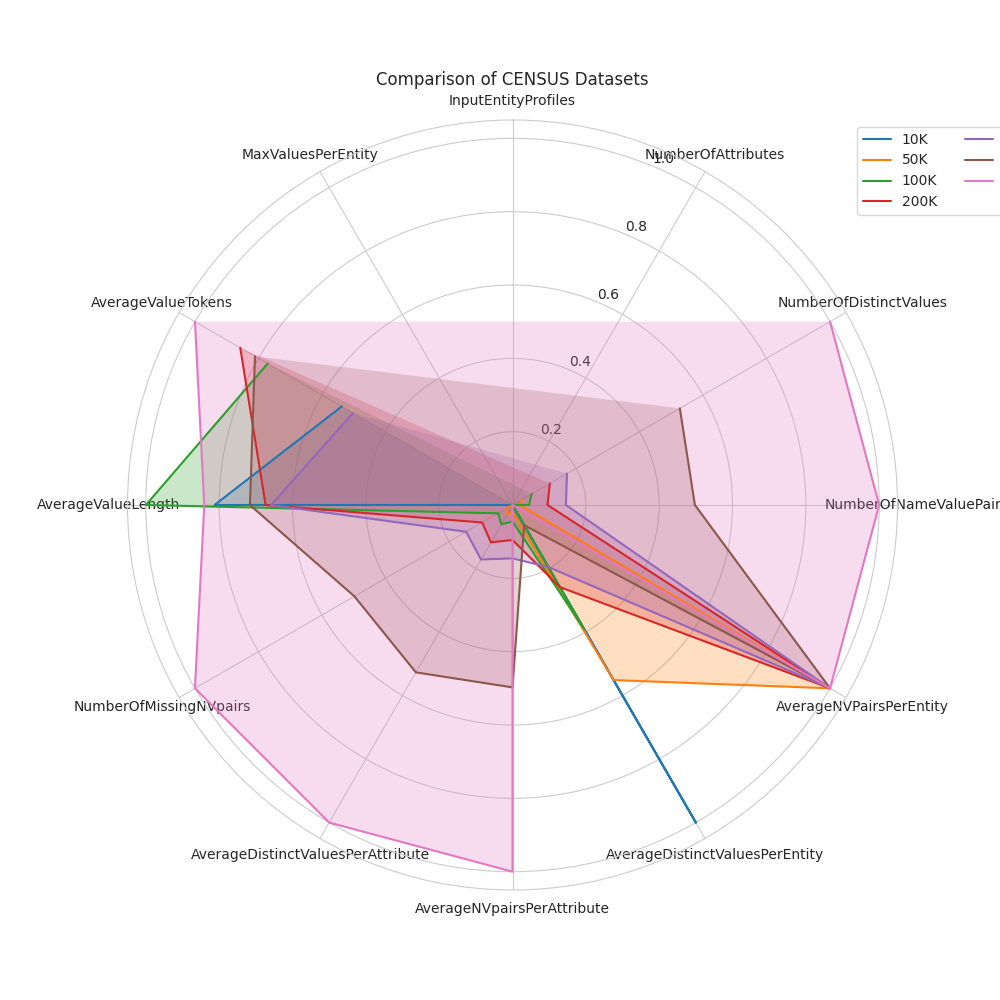 Comparison of CENSUS Datasets
InputEntityProfiles
MaxValuesPerEntity
NumberOfAttributes
1.0
10K
50K
100K
200K
0.8
0.6
AverageValueTokens
NumberOfDistinctValues
0.4
0.2
AverageValueLength
NumberOfNameValuePair
NumberOfMissingNVpairs
AverageNVPairsPerEntity
AverageDistinctValuesPerAttribute
AverageDistinctValuesPerEntity
AverageNVpairsPerAttribute